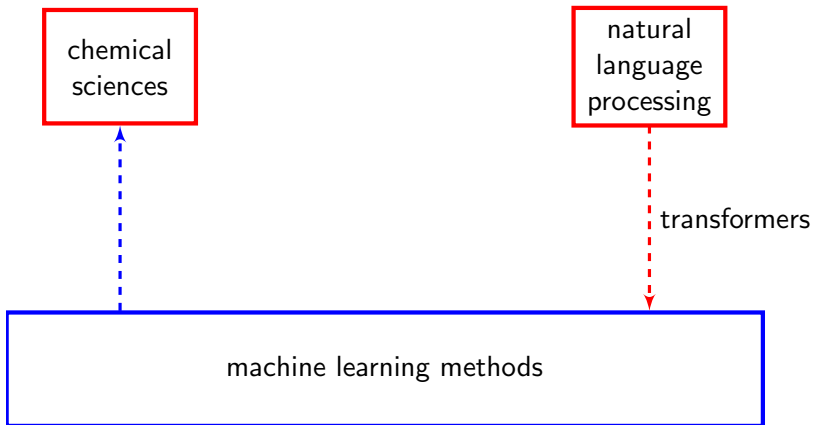 chemical
sciences
natural
language
processing
transformers
machine learning methods